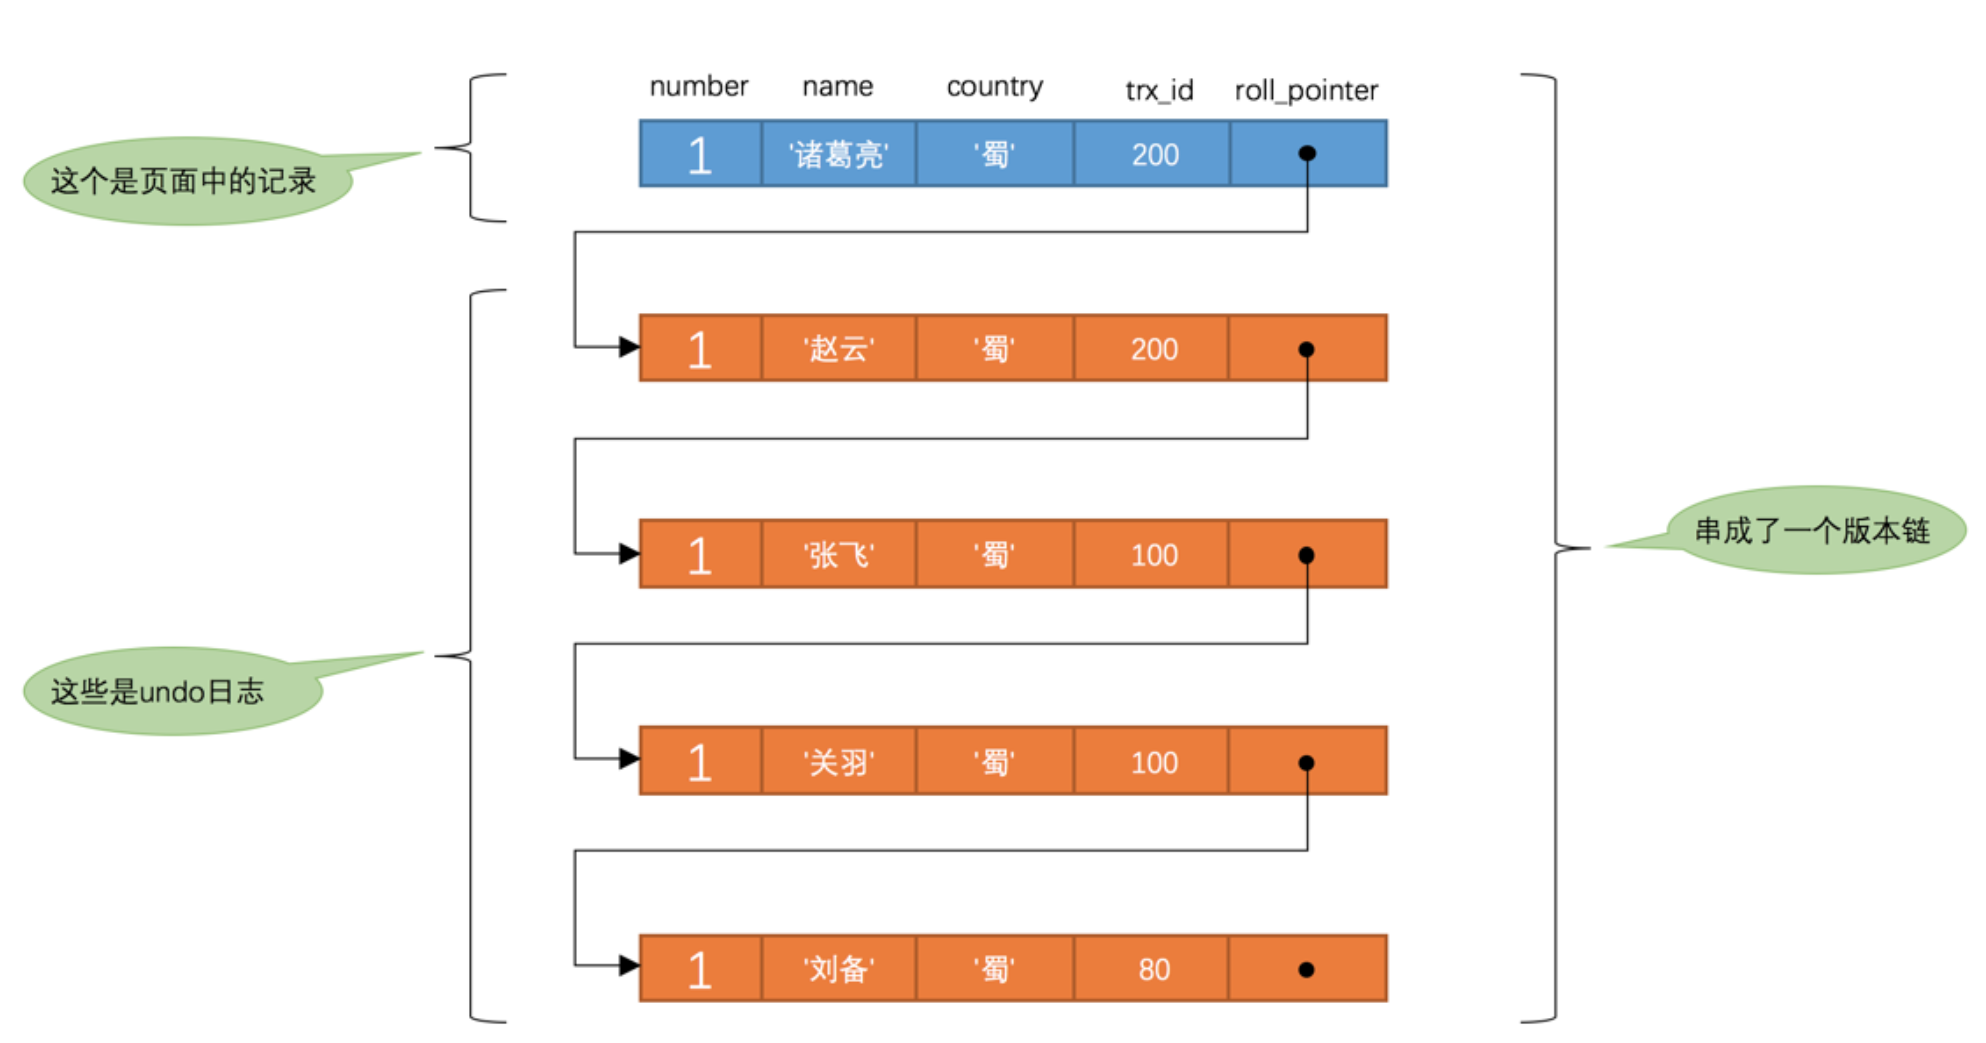 number name country trx_id roll_pointer
1 '诸葛亮' '蜀' 200
这个是页面中的记录
1 '赵云' '蜀' 200
1 '张飞' '蜀' 100
串成了一个版本链
这些是undo日志
1 '关羽' '蜀' 100
1 '刘备' '蜀' 80